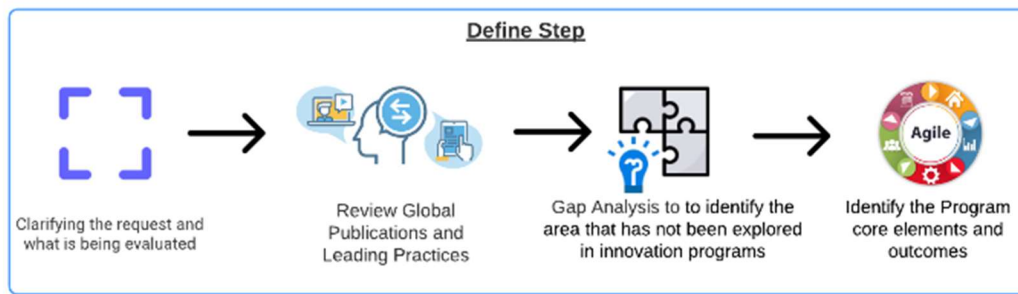 Define Step
Agile
Clarifying the request and
what is being evaluated
Review Global
Publications and
Leading Practices
Gap Analysis to to identify the
area that has not been explored
in innovation programs
Identify the Program
core elements and
outcomes